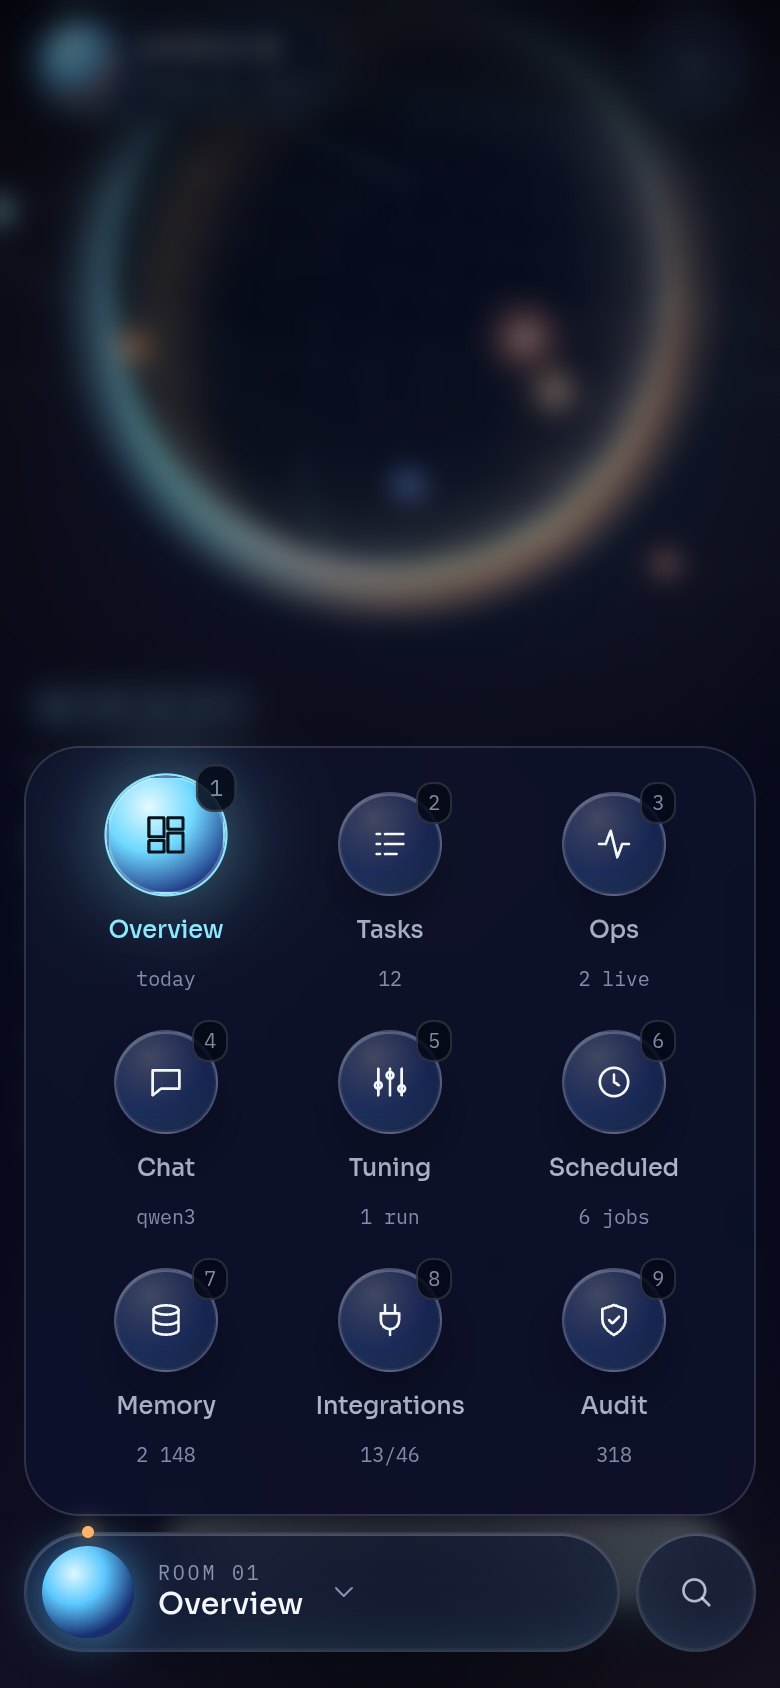 1
2
3
Overview
Tasks
Ops
today
12
2 live
4
5
6
Chat
Tuning
Scheduled
qwen3
1 run
6 jobs
7
8
9
Memory
Integrations
Audit
2 148
13/46
318
ROOM 01
Overview